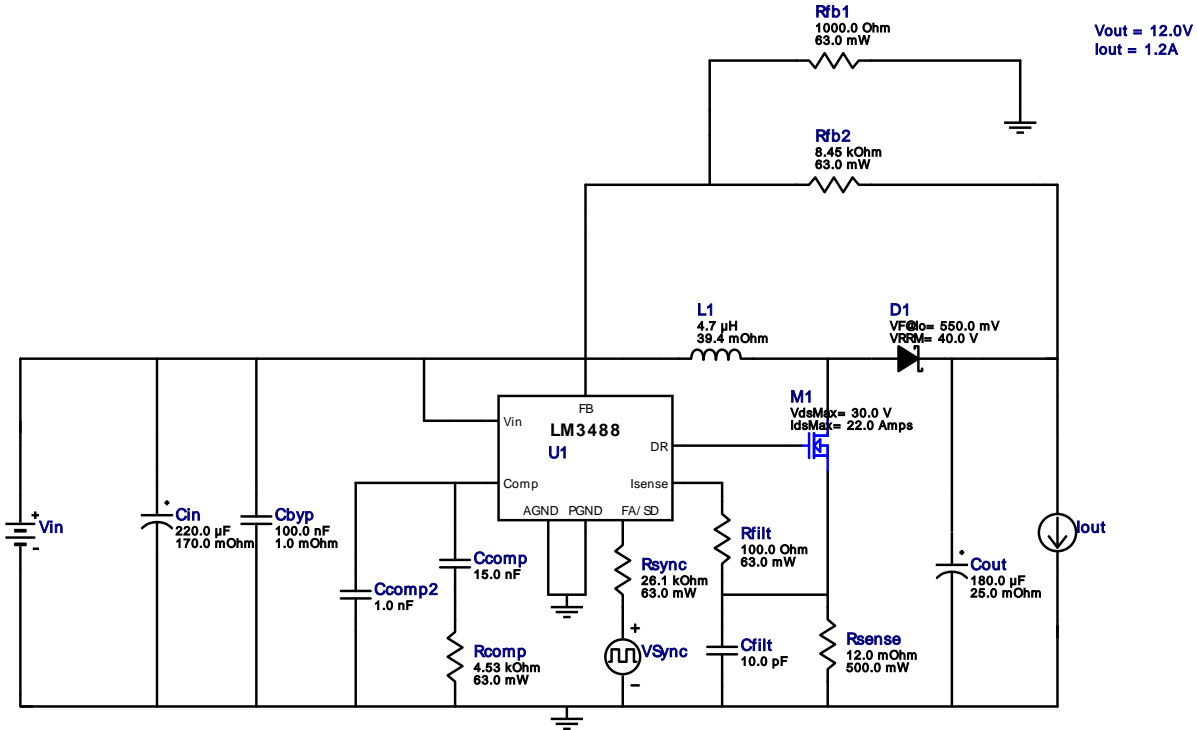 Rfb1
1000.0 Ohm
63.0 mW
Vout = 12.0V
Iout = 1.2A
Rfb2
8.45 kOhm
63.0 mW
L1
4.7 µH
39.4 mOhm
D1
VF@Io= 550.0 mV
VRRM= 40.0 V
M1
VdsMax= 30.0 V
IdsMax= 22.0 Amps
FB
Vin
LM3488
U1
DR
Comp
Isense
AGND PGND FA/SD
Vin
+
-
+
Cin
220.0 µF
170.0 mOhm
Cbyp
100.0 nF
1.0 mOhm
Ccomp2
1.0 nF
Ccomp
15.0 nF
Rcomp
4.53 kOhm
63.0 mW
Rsync
26.1 kOhm
63.0 mW
+
VSync
-
Rfilt
100.0 Ohm
63.0 mW
Cfilt
10.0 pF
Rsense
12.0 mOhm
500.0 mW
+
Cout
180.0 µF
25.0 mOhm
Iout